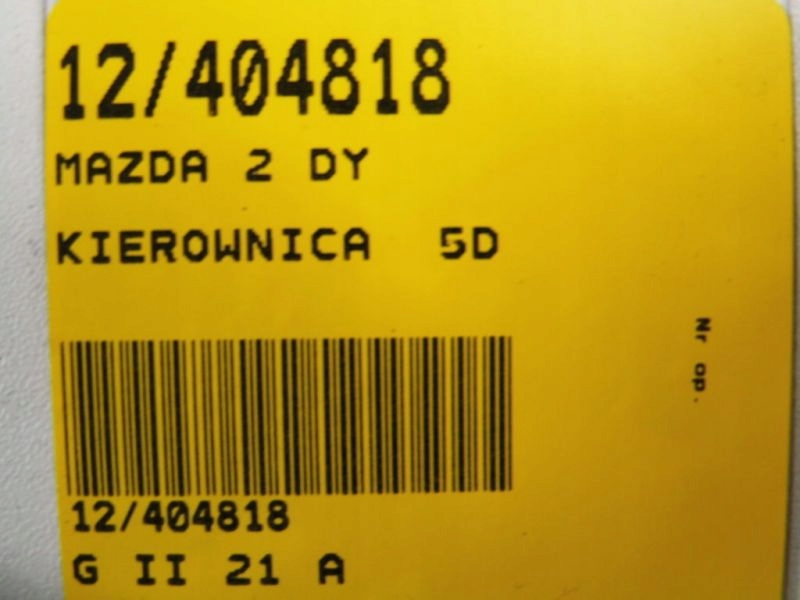 12/404818
MAZDA 2 DY
KIEROWNICA 5D
Nr op.
12/404818
G II 21 A